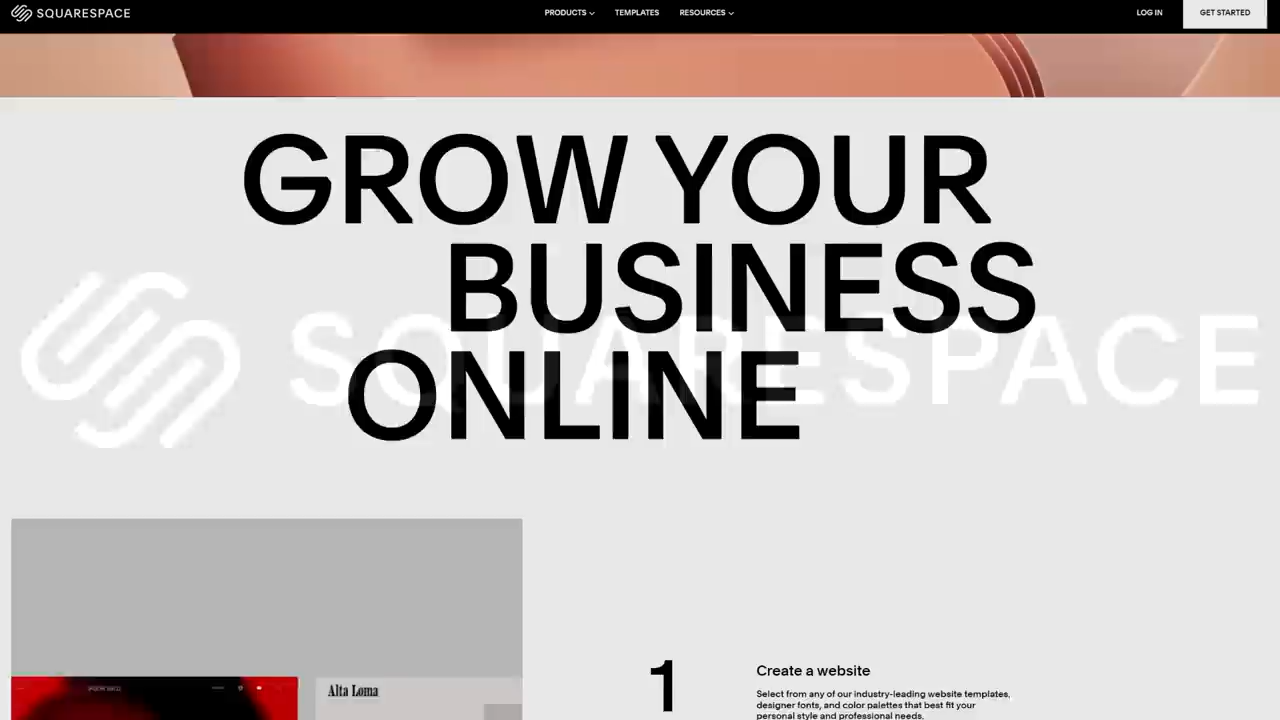 SQUARESPACE
PRODUCTS
TEMPLATES
RESOURCES
LOG IN
GET STARTED
GROW YOUR
BUSINESS
ONLINE
SQUARESPACE
1
Create a website
Select from any of our industry-leading website templates,
designer fonts, and color palettes that best fit your
personal style and professional needs.
Alta Loma